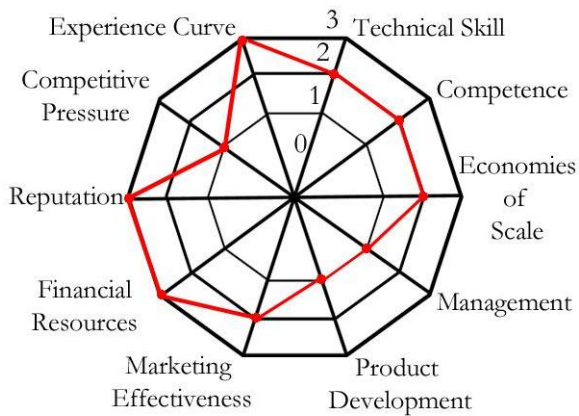 Experience Curve
3
Technical Skill
2
Competitive
Pressure
1
Competence
0
Economies
of
Scale
Reputation
Financial
Resources
Management
Marketing
Effectiveness
Product
Development